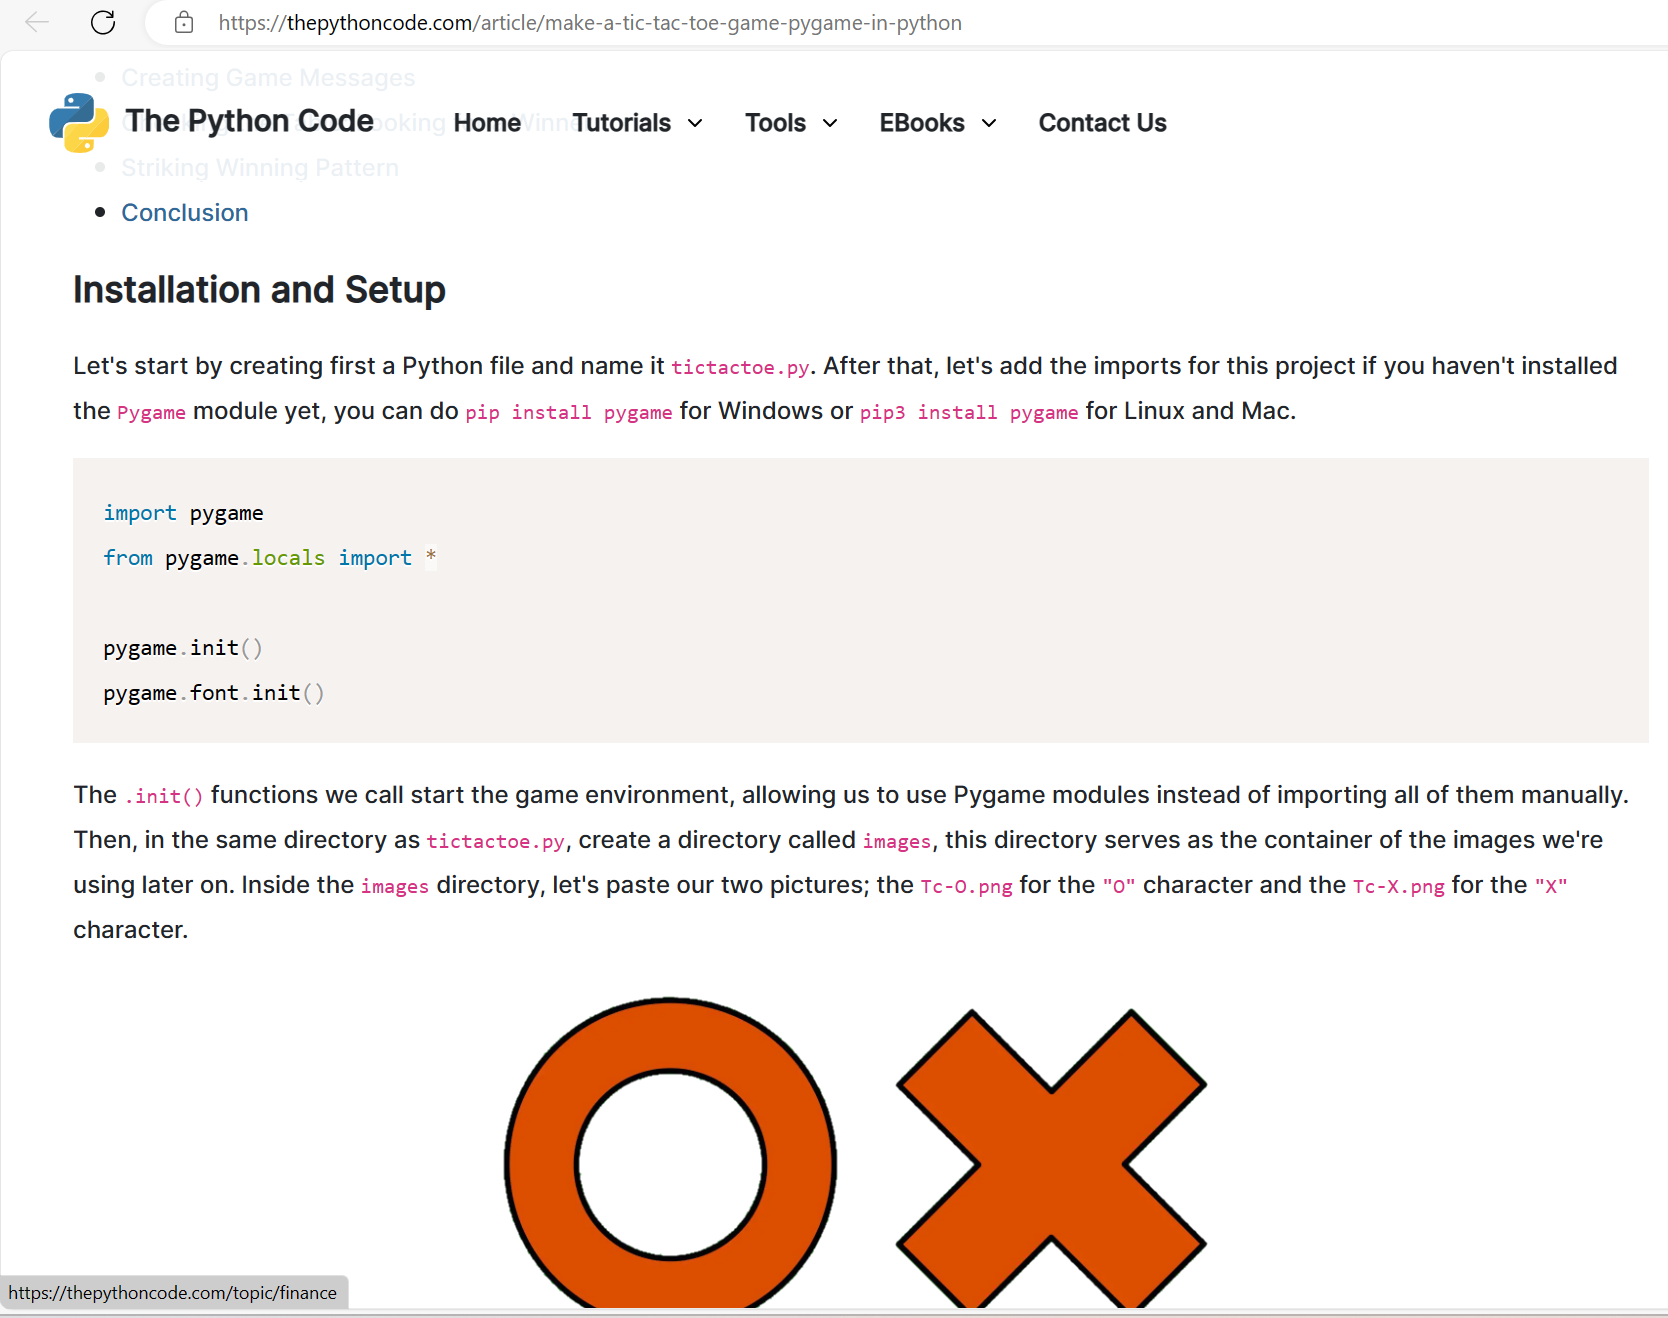 https://thepythoncode.com/article/make-a-tic-tac-toe-game-pygame-in-python
Creating Game Messages
The Python Code Home Tutorials Tools EBooks Contact Us
Striking Winning Pattern
Conclusion
Installation and Setup
Let's start by creating first a Python file and name it tictactoe.py. After that, let's add the imports for this project if you haven't installed
the Pygame module yet, you can do pip install pygame for Windows or pip3 install pygame for Linux and Mac.
import pygame
from pygame.locals import *
pygame.init()
pygame.font.init()
The .init() functions we call start the game environment, allowing us to use Pygame modules instead of importing all of them manually.
Then, in the same directory as tictactoe.py, create a directory called images, this directory serves as the container of the images we're
using later on. Inside the images directory, let's paste our two pictures; the Tc-O.png for the "O" character and the Tc-X.png for the "X"
character.
https://thepythoncode.com/topic/finance